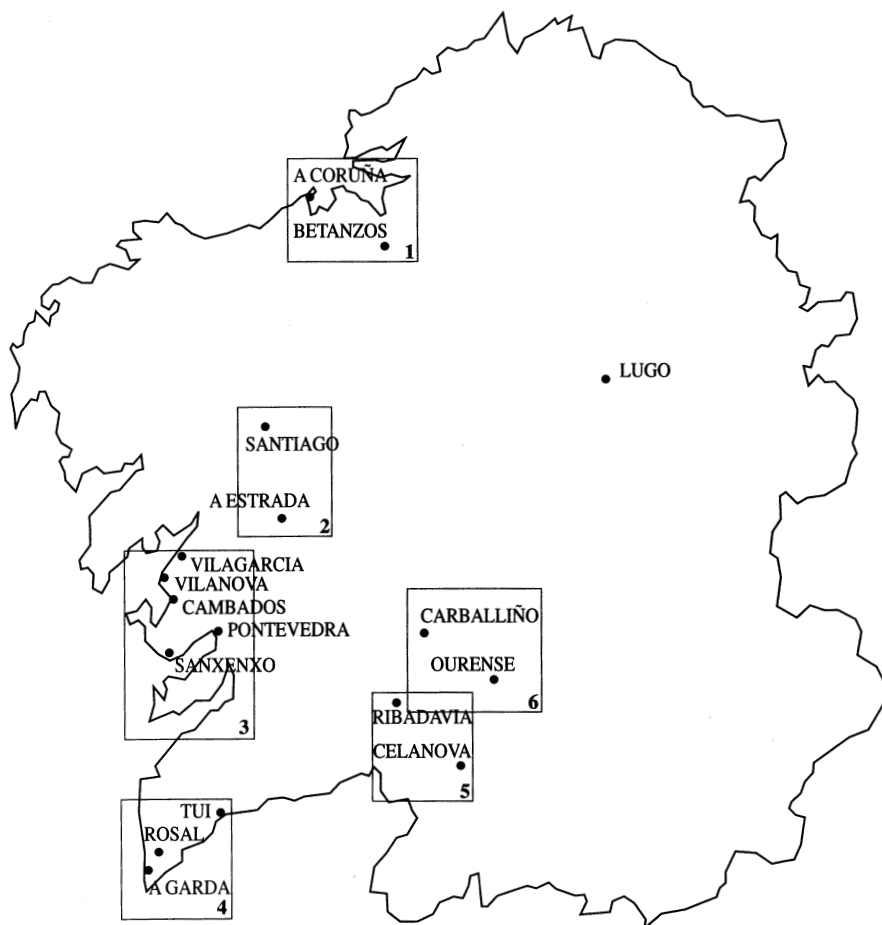 A CORUÑA
BETANZOS
1
LUGO
SANTIAGO
A ESTRADA
2
VILAGARCIA
VILANOVA
CAMBADOS
PONTEVEDRA
SANXENXO
3
CARBALLIÑO
OURENSE
6
RIBADAVIA
CELANOVA
5
TUI
ROSAL
A GARDA
4